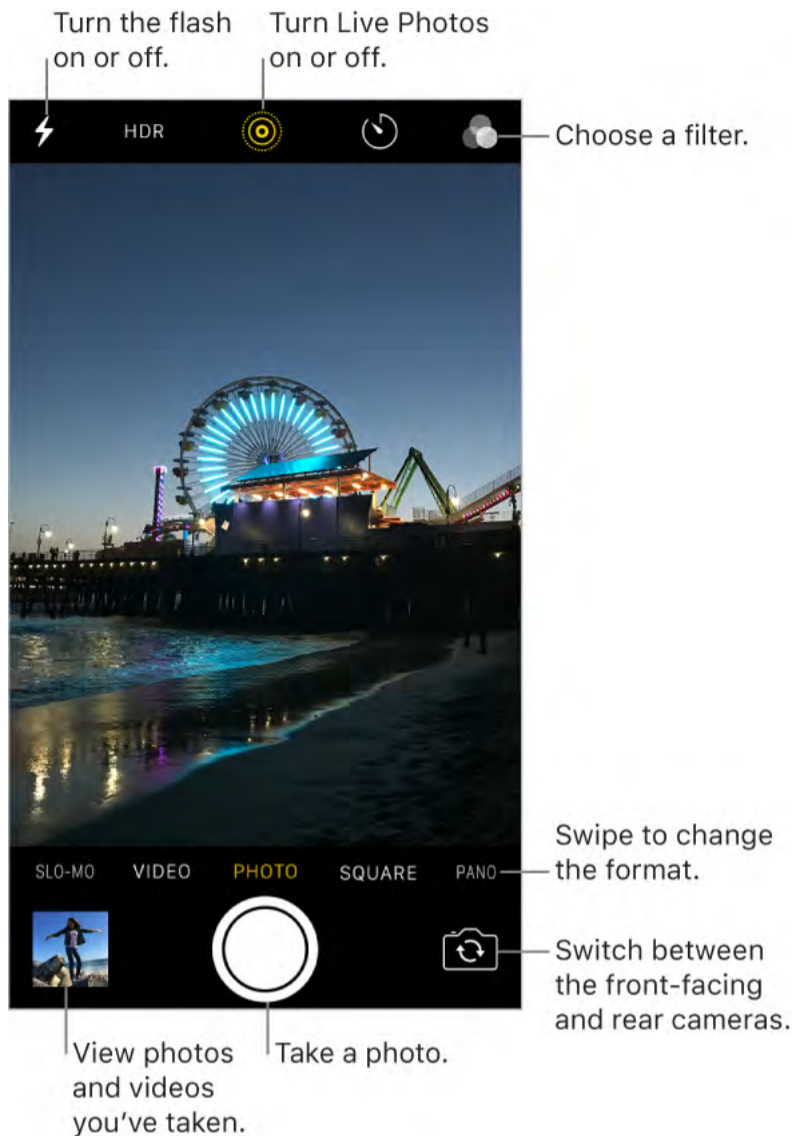 Turn the flash
on or off.
Turn Live Photos
on or off.
HDR
Choose a filter.
SLO-MO VIDEO PHOTO SQUARE PANO
Swipe to change
the format.
Switch between
the front-facing
and rear cameras.
View photos
and videos
you’ve taken.
Take a photo.